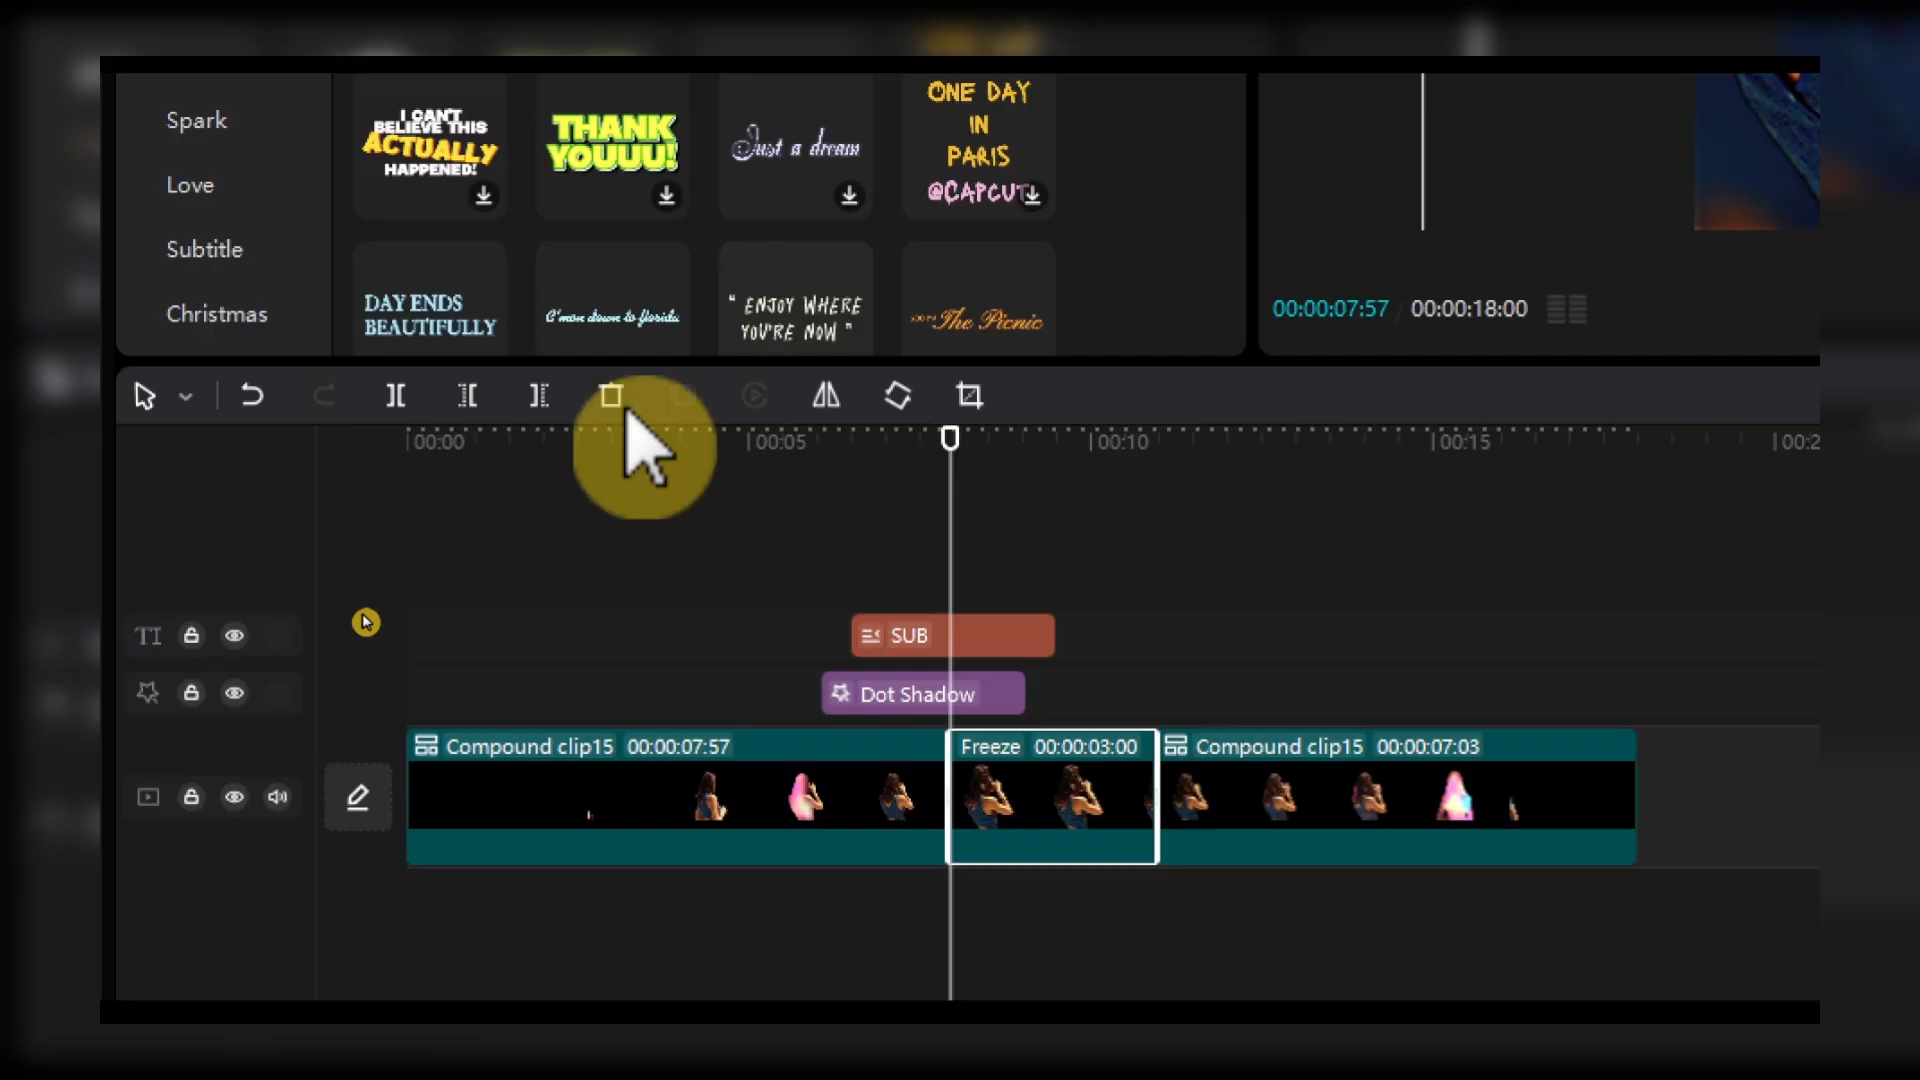 Spark
Love
Subtitle
Christmas
I CAN'T
BELIEVE THIS
ACTUALLY
HAPPENED!
THANK
YOUUU!
Just a dream
ONE DAY
IN
PARIS
@CAPCUT
DAY ENDS
BEAUTIFULLY
C'mon down to florida
" ENJOY WHERE
YOU'RE NOW "
The Picnic
00:00:07:57 / 00:00:18:00
00:00 00:05 00:10 00:15 00:2
TI
SUB
Dot Shadow
Compound clip15 00:00:07:57
Freeze 00:00:03:00
Compound clip15 00:00:07:03